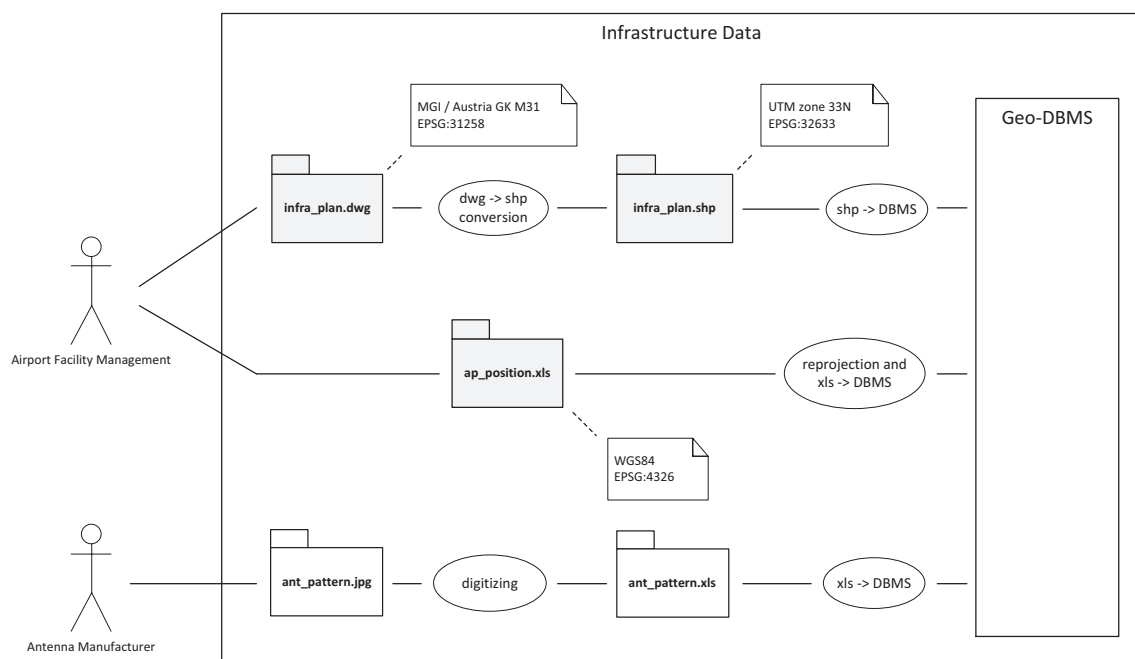 Infrastructure Data
MGI / Austria GK M31
EPSG:31258
UTM zone 33N
EPSG:32633
Geo-DBMS
infra_plan.dwg
dwg -> shp
conversion
infra_plan.shp
shp -> DBMS
Airport Facility Management
ap_position.xls
reprojection and
xls -> DBMS
WGS84
EPSG:4326
ant_pattern.jpg
digitizing
ant_pattern.xls
xls -> DBMS
Antenna Manufacturer